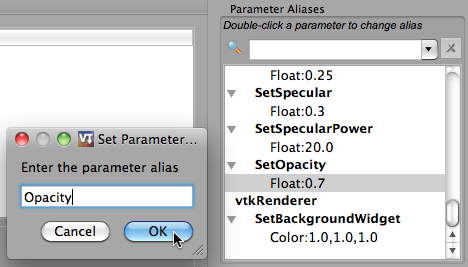 Parameter Aliases
Double-click a parameter to change alias
Float:0.25
SetSpecular
Float:0.3
SetSpecularPower
Float:20.0
SetOpacity
Float:0.7
vtkRenderer
SetBackgroundWidget
Color:1.0,1.0,1.0
VT Set Parameter...
Enter the parameter alias
Opacity
Cancel OK